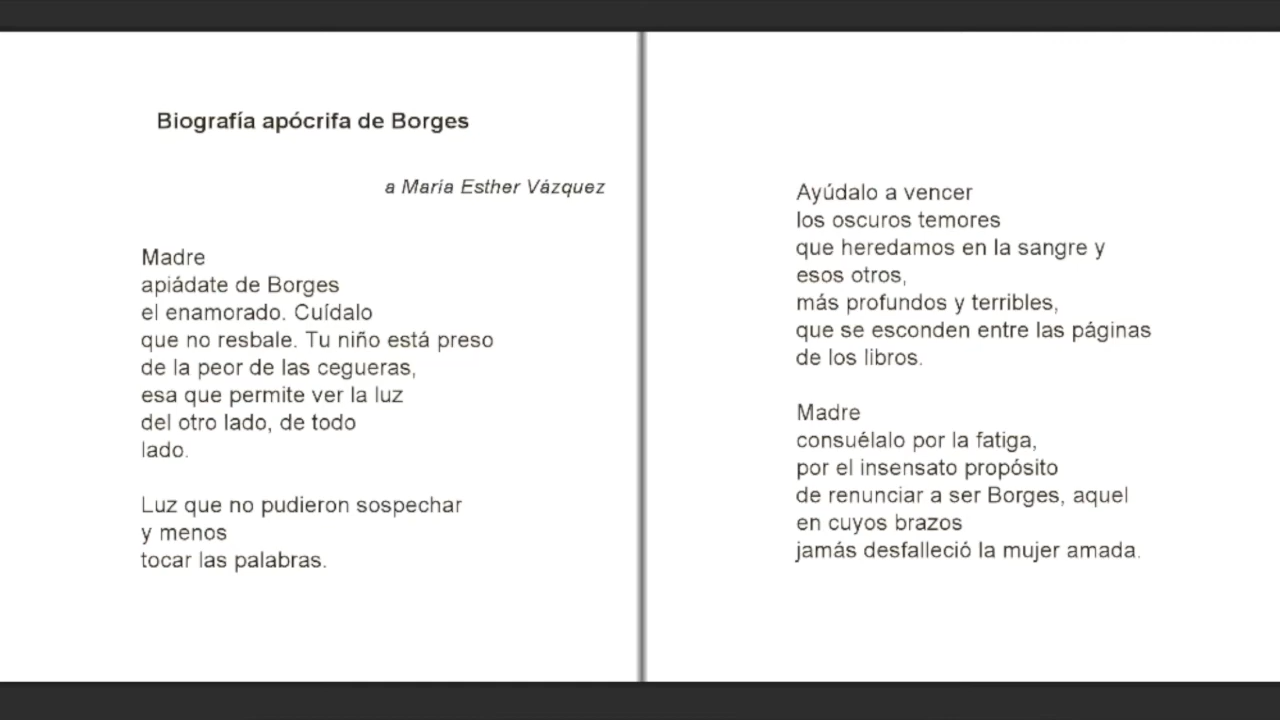 Biografía apócrifa de Borges
a María Esther Vázquez
Madre
apiádate de Borges
el enamorado. Cuídalo
que no resbale. Tu niño está preso
de la peor de las cegueras,
esa que permite ver la luz
del otro lado, de todo
lado.
Luz que no pudieron sospechar
y menos
tocar las palabras.
Ayúdalo a vencer
los oscuros temores
que heredamos en la sangre y
esos otros,
más profundos y terribles,
que se esconden entre las páginas
de los libros.
Madre
consuélalo por la fatiga,
por el insensato propósito
de renunciar a ser Borges, aquel
en cuyos brazos
jamás desfalleció la mujer amada.